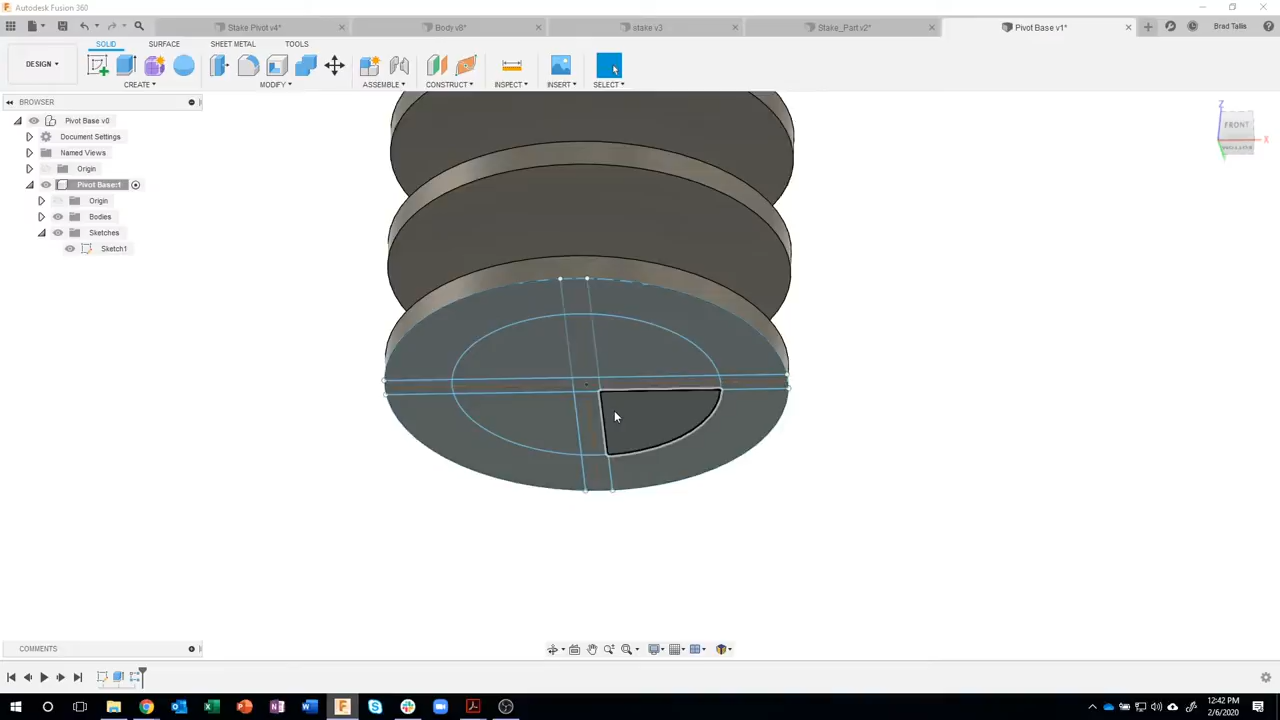 Autodesk Fusion 360
Stake Pivot v4*
Body v8*
stake v3
Stake_Part v2*
Pivot Base v1*
Brad Tallis
SOLID
SURFACE
SHEET METAL
TOOLS
DESIGN
CREATE
MODIFY
ASSEMBLE
CONSTRUCT
INSPECT
INSERT
SELECT
BROWSER
Pivot Base v0
Document Settings
Named Views
Origin
Pivot Base:1
Origin
Bodies
Sketches
Sketch1
Z
FRONT
X
COMMENTS
12:42 PM
2/6/2020